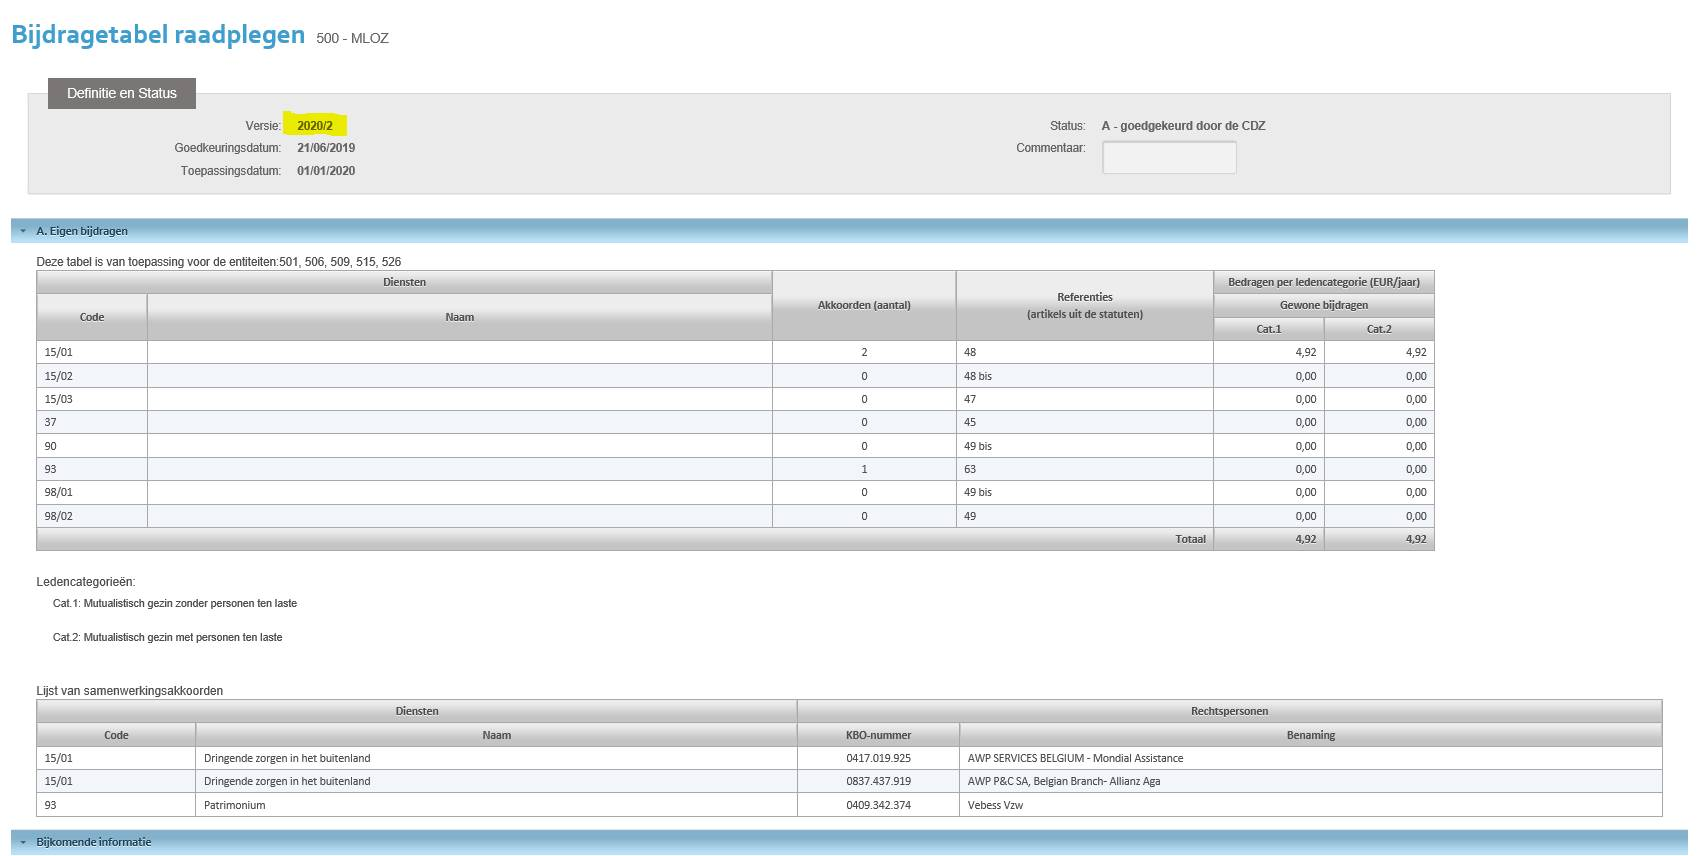 Bijdragetabel raadplegen 500 - MLOZ
Definitie en Status
Versie: 2020/2 Status: A - goedgekeurd door de CDZ
Goedkeuringsdatum: 21/06/2019 Commentaar:
Toepassingsdatum: 01/01/2020
A. Eigen bijdragen
Deze tabel is van toepassing voor de entiteiten:501, 506, 509, 515, 526
Diensten Akkoorden (aantal) Referenties (artikels uit de statuten) Bedragen per ledencategorie (EUR/jaar)
Gewone bijdragen
Code Naam Cat.1 Cat.2
15/01 2 48 4,92 4,92
15/02 0 48 bis 0,00 0,00
15/03 0 47 0,00 0,00
37 0 45 0,00 0,00
90 0 49 bis 0,00 0,00
93 1 63 0,00 0,00
98/01 0 49 bis 0,00 0,00
98/02 0 49 0,00 0,00
Totaal 4,92 4,92
Ledencategorieën:
Cat.1: Mutualistisch gezin zonder personen ten laste
Cat.2: Mutualistisch gezin met personen ten laste
Lijst van samenwerkingsakkoorden
Diensten Rechtspersonen
Code Naam KBO-nummer Benaming
15/01 Dringende zorgen in het buitenland 0417.019.925 AWP SERVICES BELGIUM - Mondial Assistance
15/01 Dringende zorgen in het buitenland 0837.437.919 AWP P&C SA, Belgian Branch- Allianz Aga
93 Patrimonium 0409.342.374 Vebess Vzw
Bijkomende informatie